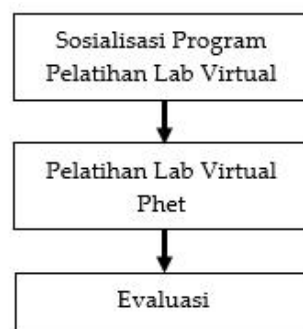 Sosialisasi Program
Pelatihan Lab Virtual
Pelatihan Lab Virtual
Phet
Evaluasi